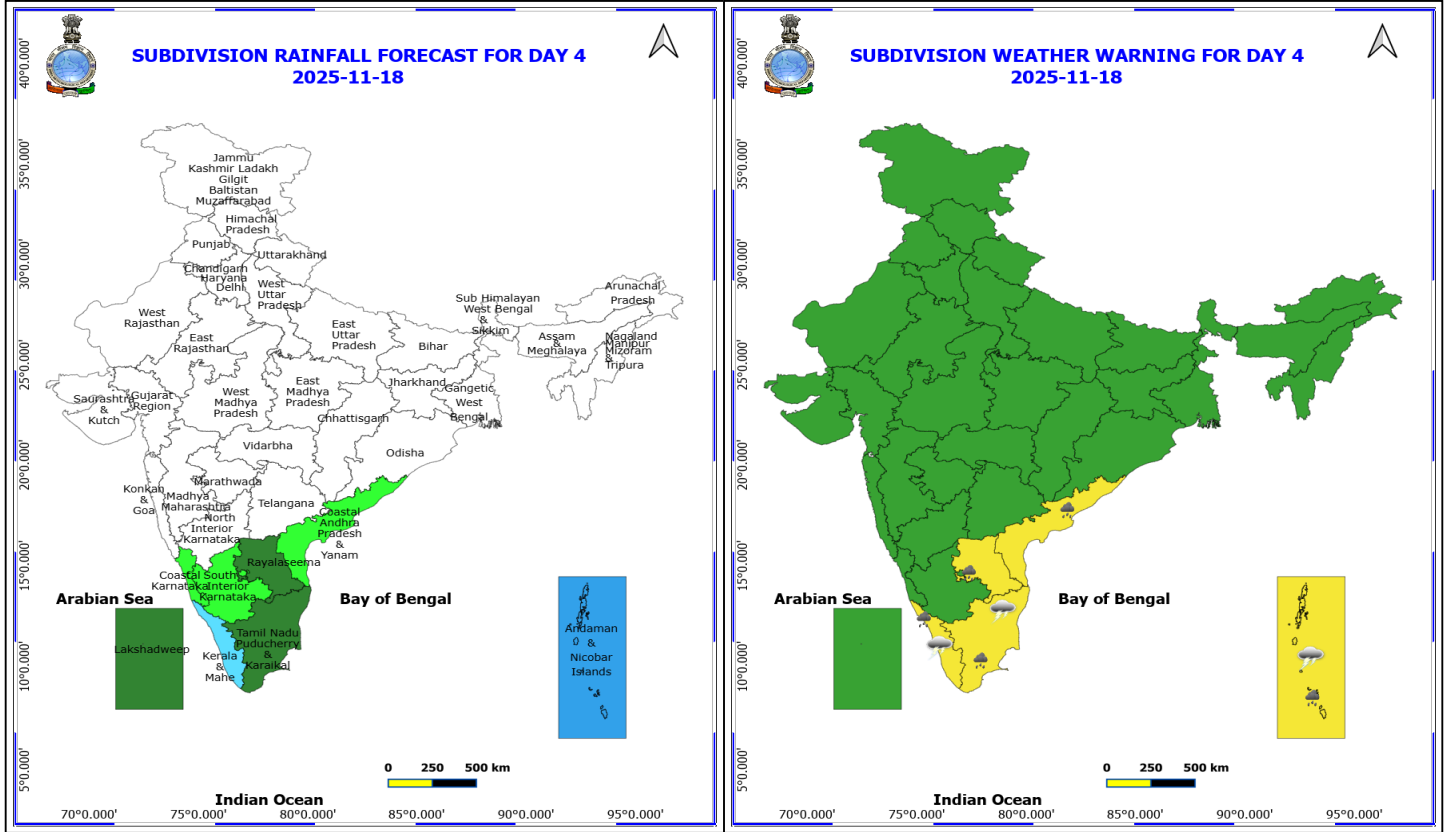 SUBDIVISION RAINFALL FORECAST FOR DAY 4
2025-11-18
40°0.000'
35°0.000'
30°0.000'
25°0.000'
20°0.000'
15°0.000'
10°0.000'
5°0.000'
Jammu
Kashmir Ladakh
Gilgit
Baltistan
Muzaffarabad
Himachal
Pradesh
Punjab
Uttarakhand
Chandigarh
Haryana
Delhi
West
Uttar
Pradesh
Arunachal
Pradesh
Sub Himalayan
West Bengal
&
Sikkim
West
Rajasthan
East
Rajasthan
East
Uttar
Pradesh
Bihar
Assam
&
Meghalaya
Nagaland
Manipur
Mizoram
&
Tripura
Saurashtra
&
Kutch
Gujarat
Region
West
Madhya
Pradesh
East
Madhya
Pradesh
Jharkhand
Gangetic
West
Bengal
Chhattisgarh
Vidarbha
Odisha
Konkan
&
Goa
Madhya
Maharashtra
Marathwada
Telangana
North
Interior
Karnataka
Coastal
Andhra
Pradesh
&
Yanam
Rayalaseema
Coastal
Karnataka
South
Interior
Karnataka
Arabian Sea
Bay of Bengal
Lakshadweep
Kerala
&
Mahe
Tamil Nadu
Puducherry
&
Karaikal
Andaman
&
Nicobar
Islands
0 250 500 km
Indian Ocean
70°0.000' 75°0.000' 80°0.000' 85°0.000' 90°0.000' 95°0.000'
SUBDIVISION WEATHER WARNING FOR DAY 4
2025-11-18
40°0.000'
35°0.000'
30°0.000'
25°0.000'
20°0.000'
15°0.000'
10°0.000'
5°0.000'
Arabian Sea
Bay of Bengal
0 250 500 km
Indian Ocean
70°0.000' 75°0.000' 80°0.000' 85°0.000' 90°0.000' 95°0.000'